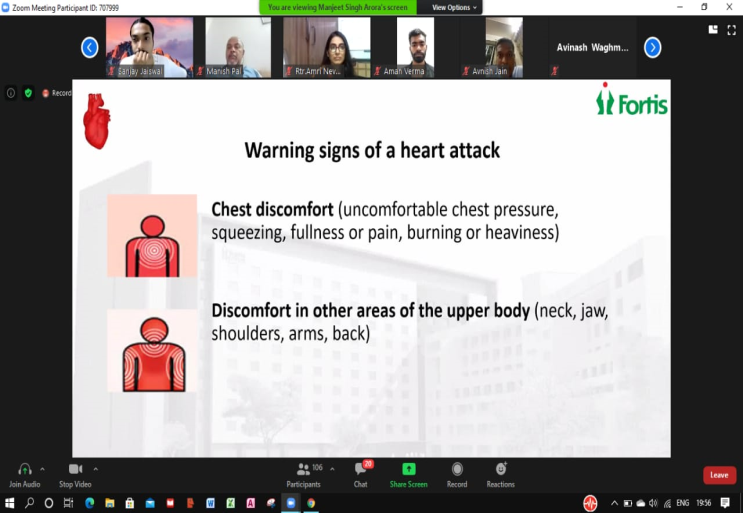 Zoom Meeting Participant ID: 707999
You are viewing Manjeet Singh Arora's screen
View Options
Sanjay Jaiswal
Manish Pal
Rtr.Amri Nev...
Aman Verma
Avnish Jain
Avinash Waghm...
Record
Fortis
Warning signs of a heart attack
Chest discomfort (uncomfortable chest pressure,
squeezing, fullness or pain, burning or heaviness)
Discomfort in other areas of the upper body (neck, jaw,
shoulders, arms, back)
106
20
Join Audio
Stop Video
Participants
Chat
Share Screen
Record
Reactions
Leave
ENG
19:56